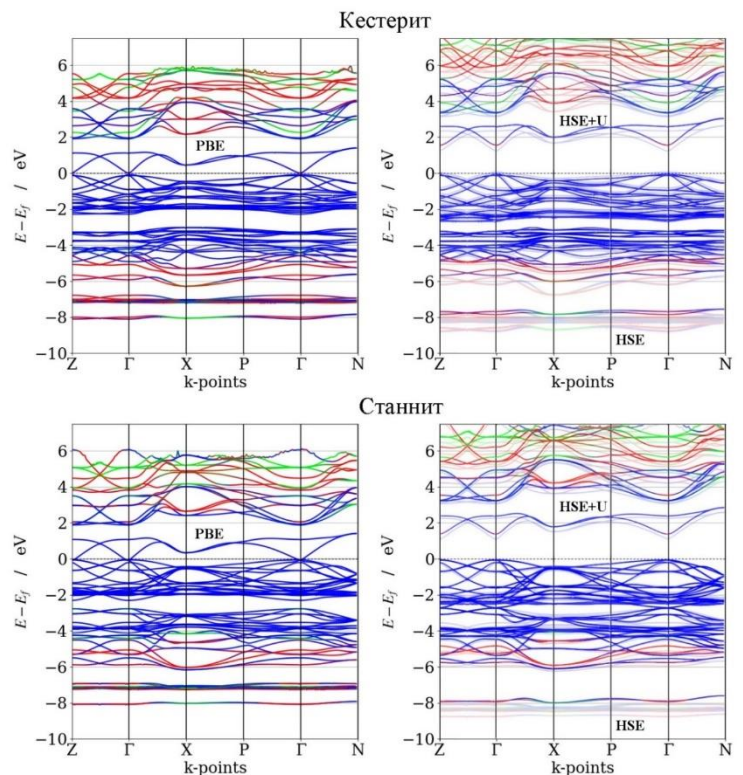 Кестерит
6
4
2
0
−2
−4
−6
−8
−10
E − E_f / eV
PBE
Z Γ X P Γ N
k-points
6
4
2
0
−2
−4
−6
−8
−10
E − E_f / eV
HSE+U
HSE
Z Γ X P Γ N
k-points
Станнит
6
4
2
0
−2
−4
−6
−8
−10
E − E_f / eV
PBE
Z Γ X P Γ N
k-points
6
4
2
0
−2
−4
−6
−8
−10
E − E_f / eV
HSE+U
HSE
Z Γ X P Γ N
k-points